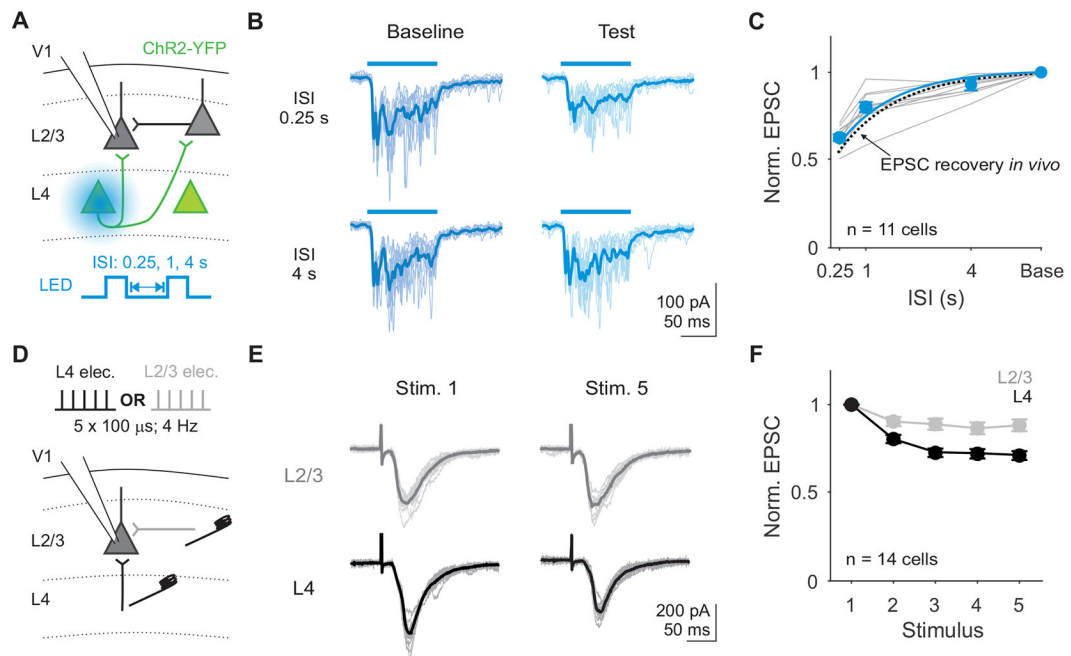 A
V1
ChR2-YFP
L2/3
L4
ISI: 0.25, 1, 4 s
LED
B
Baseline
Test
ISI
0.25 s
ISI
4 s
100 pA
50 ms
C
Norm. EPSC
1
0.5
0
EPSC recovery in vivo
n = 11 cells
0.25 1 4 Base
ISI (s)
D
L4 elec. L2/3 elec.
OR
5 x 100 µs; 4 Hz
V1
L2/3
L4
E
Stim. 1
Stim. 5
L2/3
L4
200 pA
50 ms
F
L2/3
L4
Norm. EPSC
1
0.5
0
n = 14 cells
1 2 3 4 5
Stimulus